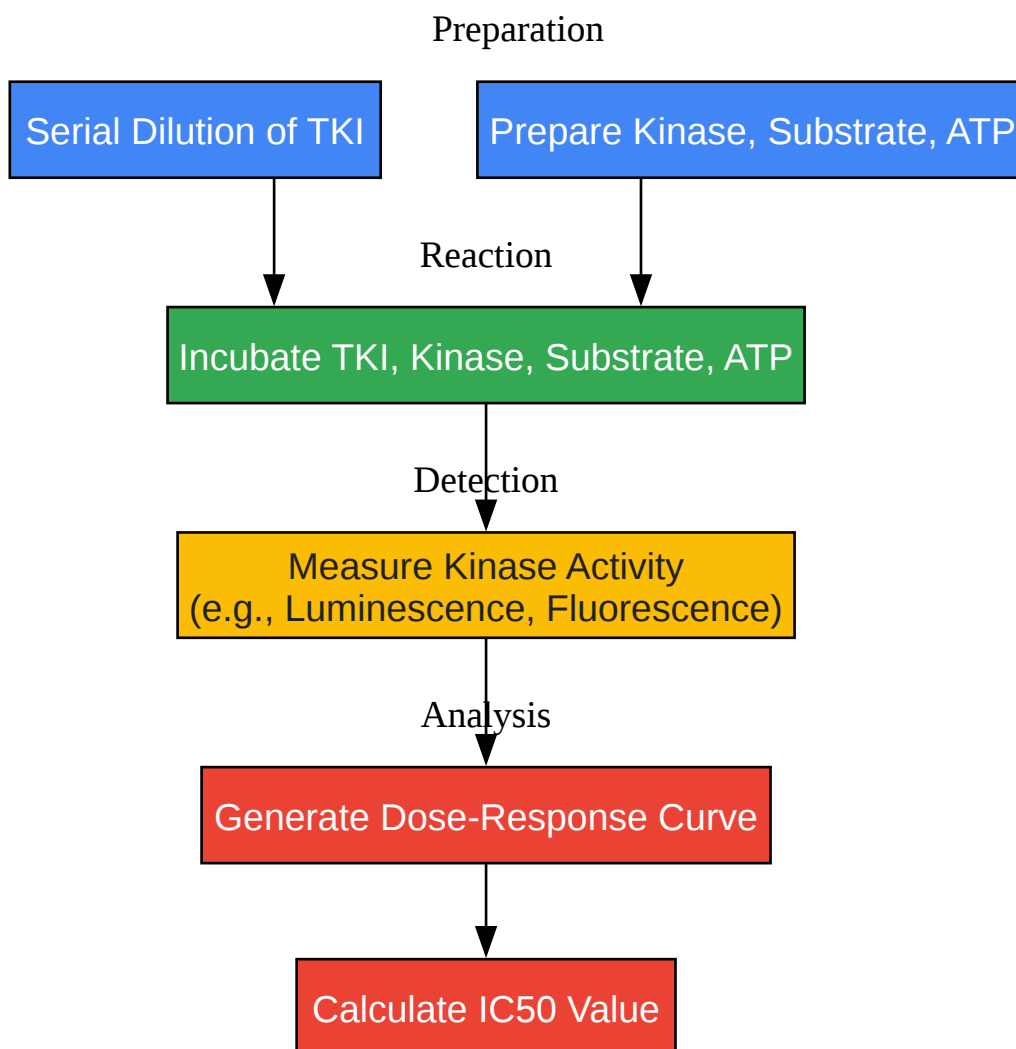 Preparation
Serial Dilution of TKI
Prepare Kinase, Substrate, ATP
Reaction
Incubate TKI, Kinase, Substrate, ATP
Detection
Measure Kinase Activity
(e.g., Luminescence, Fluorescence)
Analysis
Generate Dose-Response Curve
Calculate IC50 Value